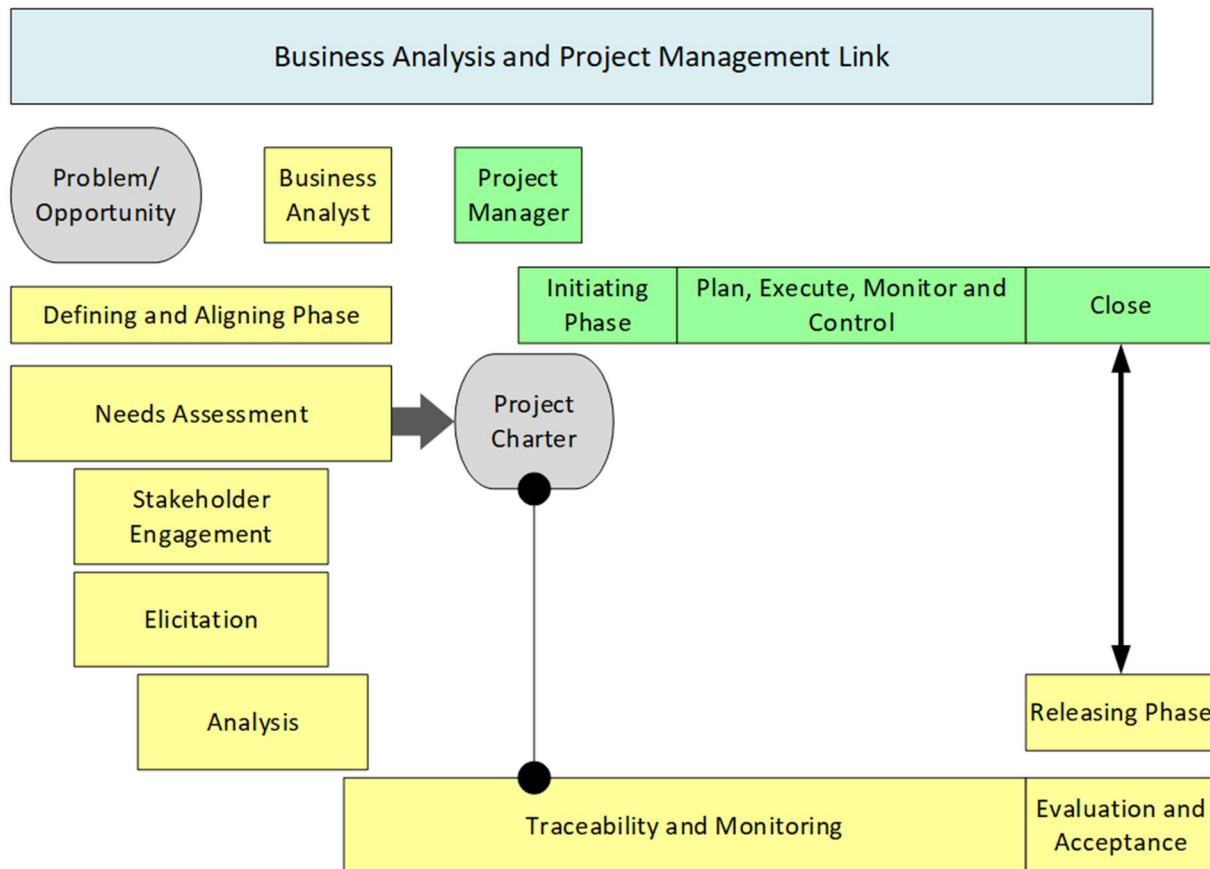 Business Analysis and Project Management Link
Problem/
Opportunity
Business
Analyst
Project
Manager
Defining and Aligning Phase
Initiating
Phase
Plan, Execute, Monitor and
Control
Close
Needs Assessment
Project
Charter
Stakeholder
Engagement
Elicitation
Analysis
Releasing Phase
Traceability and Monitoring
Evaluation and
Acceptance